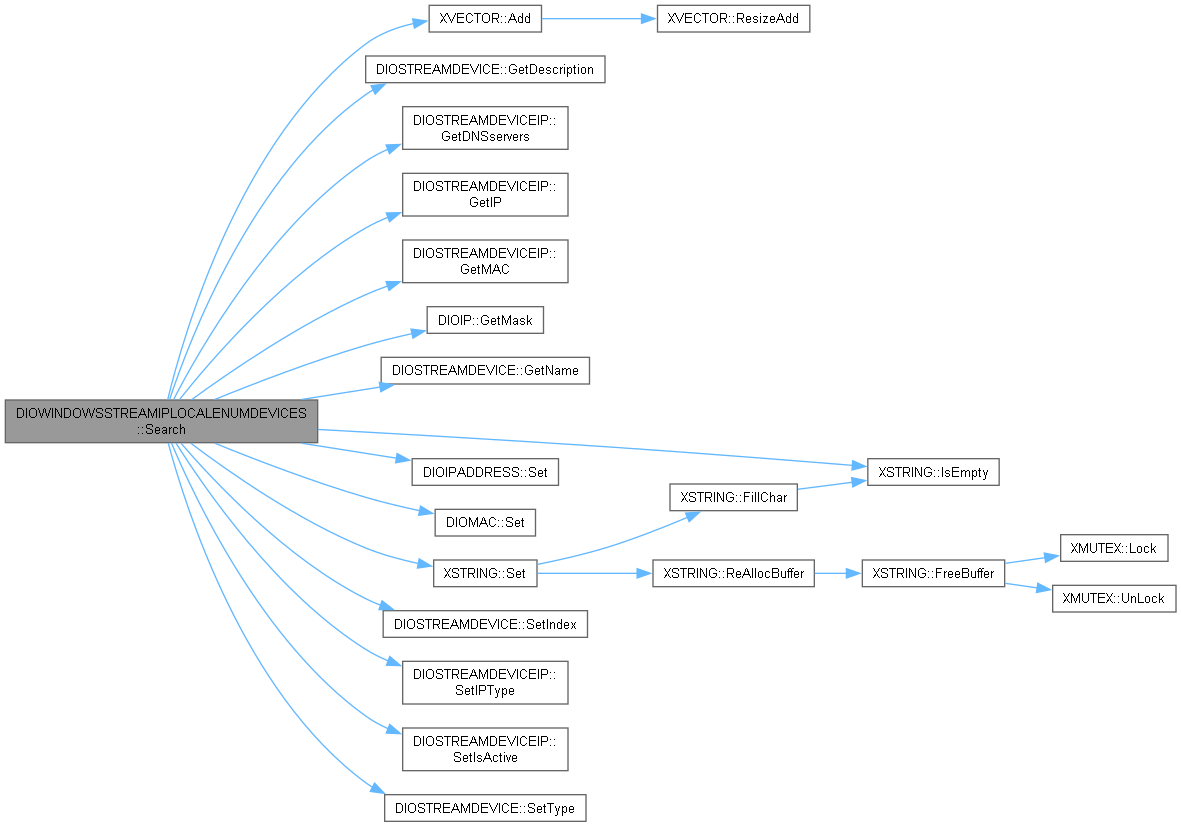 XVECTOR::Add
XVECTOR::ResizeAdd
DIOSTREAMDEVICE::GetDescription
DIOSTREAMDEVICEIP::
GetDNSservers
DIOSTREAMDEVICEIP::
GetIP
DIOSTREAMDEVICEIP::
GetMAC
DIOIP::GetMask
DIOSTREAMDEVICE::GetName
DIOWINDOWSSTREAMIPLOCALENUMDEVICES
::Search
DIOIPADDRESS::Set
XSTRING::IsEmpty
XSTRING::FillChar
DIOMAC::Set
XSTRING::Set
XSTRING::ReAllocBuffer
XSTRING::FreeBuffer
XMUTEX::Lock
XMUTEX::UnLock
DIOSTREAMDEVICE::SetIndex
DIOSTREAMDEVICEIP::
SetIPType
DIOSTREAMDEVICEIP::
SetIsActive
DIOSTREAMDEVICE::SetType